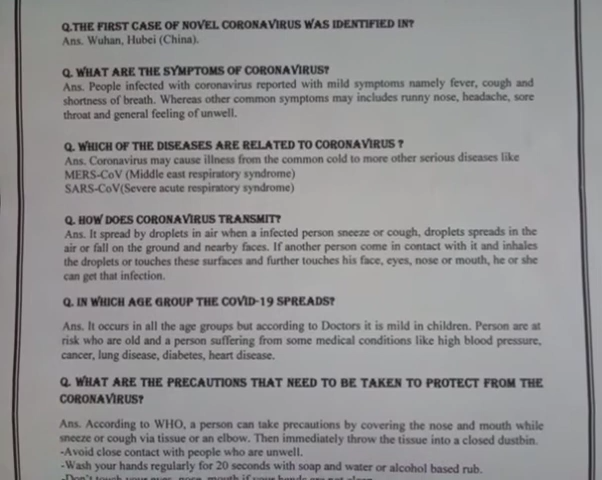 Q.THE FIRST CASE OF NOVEL CORONAVIRUS WAS IDENTIFIED IN?
Ans. Wuhan, Hubei (China).
Q. WHAT ARE THE SYMPTOMS OF CORONAVIRUS?
Ans. People infected with coronavirus reported with mild symptoms namely fever, cough and
shortness of breath. Whereas other common symptoms may includes runny nose, headache, sore
throat and general feeling of unwell.
Q. WHICH OF THE DISEASES ARE RELATED TO CORONAVIRUS ?
Ans. Coronavirus may cause illness from the common cold to more other serious diseases like
MERS-CoV (Middle east respiratory syndrome)
SARS-CoV(Severe acute respiratory syndrome)
Q. HOW DOES CORONAVIRUS TRANSMIT?
Ans. It spread by droplets in air when a infected person sneeze or cough, droplets spreads in the
air or fall on the ground and nearby faces. If another person come in contact with it and inhales
the droplets or touches these surfaces and further touches his face, eyes, nose or mouth, he or she
can get that infection.
Q. IN WHICH AGE GROUP THE COVID-19 SPREADS?
Ans. It occurs in all the age groups but according to Doctors it is mild in children. Person are at
risk who are old and a person suffering from some medical conditions like high blood pressure,
cancer, lung disease, diabetes, heart disease.
Q. WHAT ARE THE PRECAUTIONS THAT NEED TO BE TAKEN TO PROTECT FROM THE
CORONAVIRUS?
Ans. According to WHO, a person can take precautions by covering the nose and mouth while
sneeze or cough via tissue or an elbow. Then immediately throw the tissue into a closed dustbin.
-Avoid close contact with people who are unwell.
-Wash your hands regularly for 20 seconds with soap and water or alcohol based rub.
-Don't touch your eyes, nose, mouth if your hands are not clean.